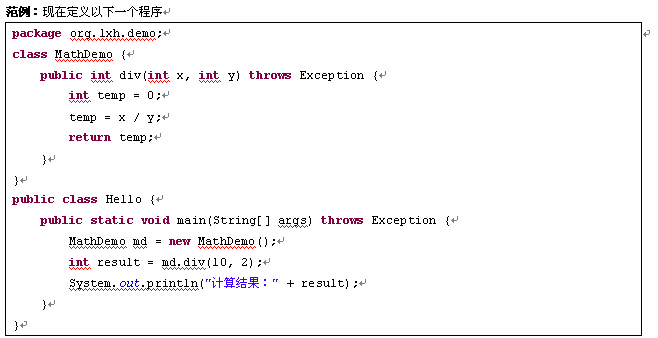 范例：现在定义以下一个程序
package org.lxh.demo;
class MathDemo {
    public int div(int x, int y) throws Exception {
        int temp = 0;
        temp = x / y;
        return temp;
    }
}
public class Hello {
    public static void main(String[] args) throws Exception {
        MathDemo md = new MathDemo();
        int result = md.div(10, 2);
        System.out.println("计算结果：" + result);
    }
}